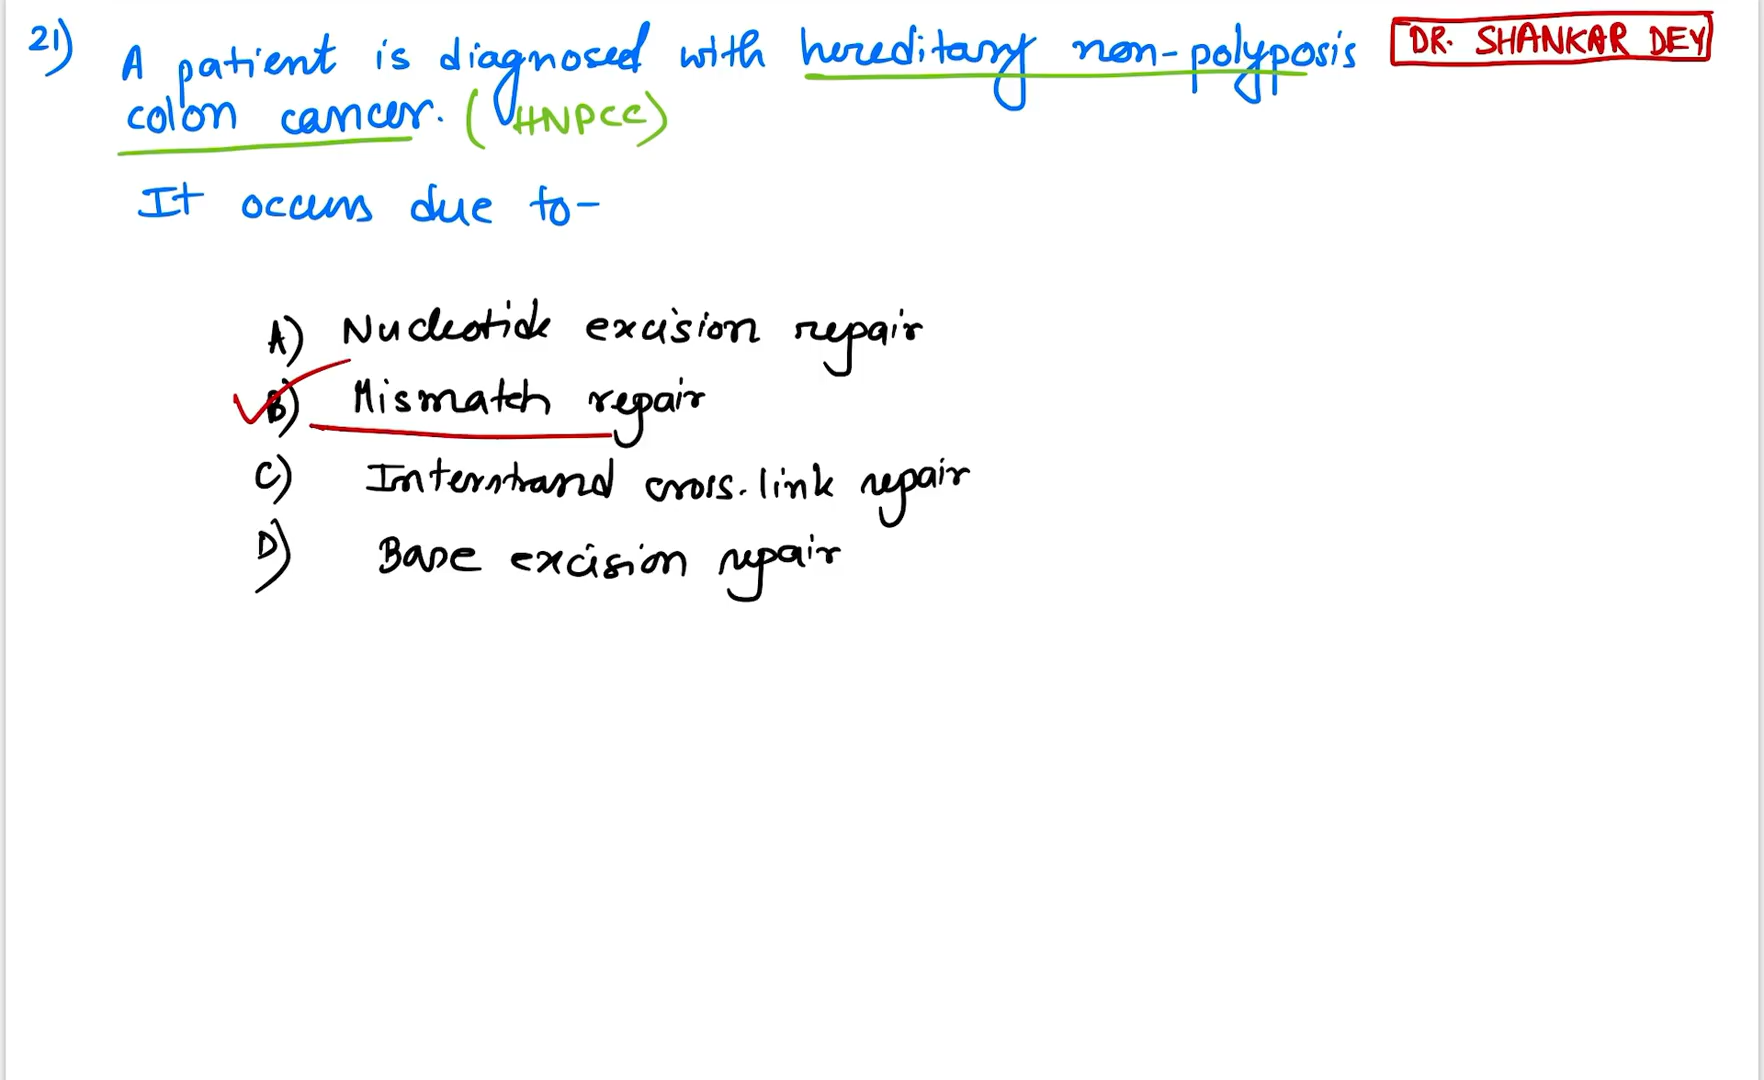 21) A patient is diagnosed with hereditary non-polyposis DR. SHANKAR DEY
colon cancer. (HNPCC)
It occurs due to-
A) Nucleotide excision repair
B) Mismatch repair
C) Interstrand cross-link repair
D) Base excision repair